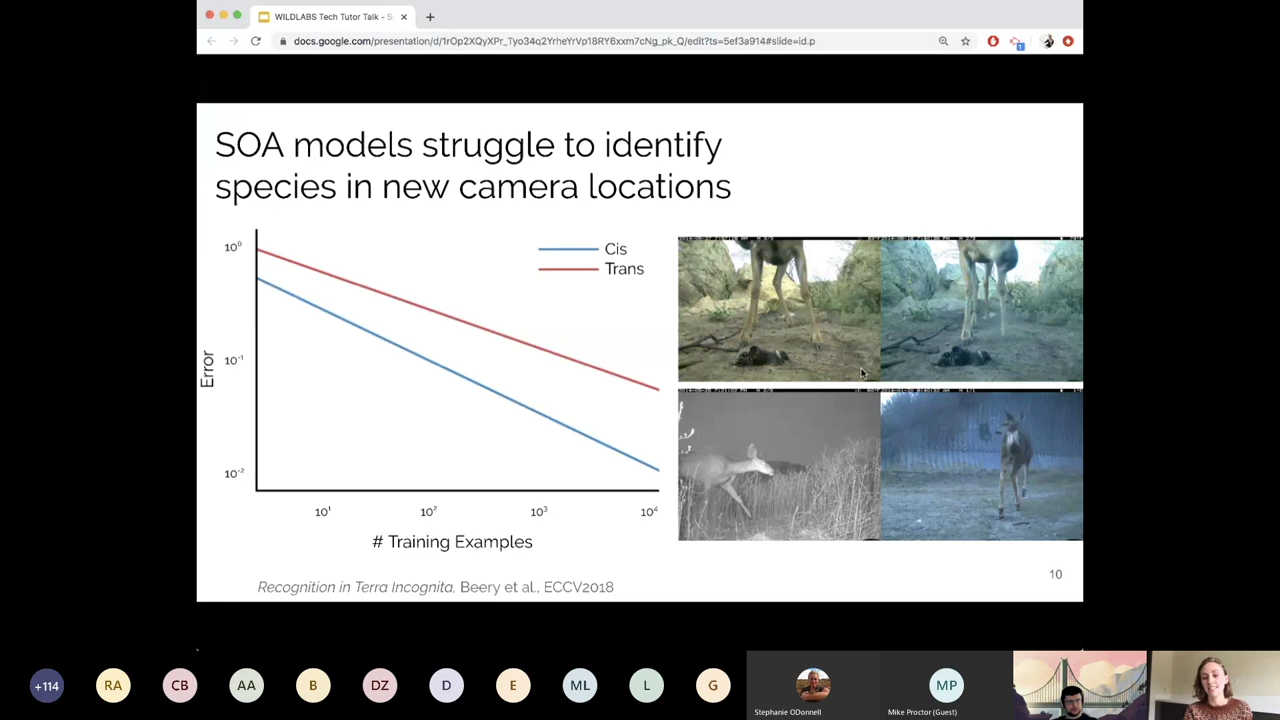 WILDLABS Tech Tutor Talk - S
docs.google.com/presentation/d/1rOp2XQyXPr_Tyo34q2YrheYrVp18RY6xxm7cNg_pk_Q/edit?ts=5ef3a914#slide=id.p
SOA models struggle to identify
species in new camera locations
Cis
Trans
Error
10⁰
10⁻¹
10⁻²
10¹ 10² 10³ 10⁴
# Training Examples
Recognition in Terra Incognita, Beery et al., ECCV2018
10
+114 RA CB AA B DZ D E ML L G MP
Stephanie ODonnell Mike Proctor (Guest)